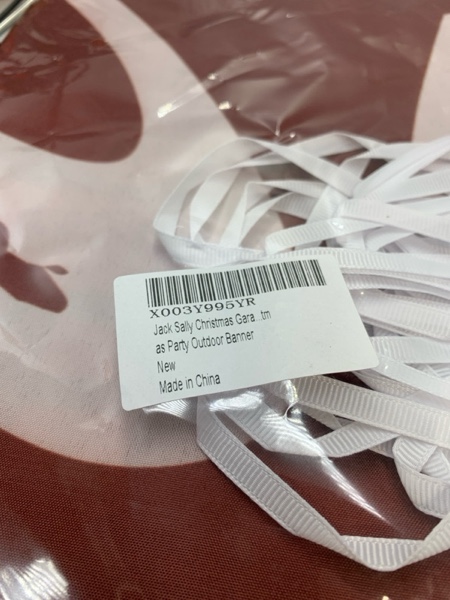 X003Y995YR
Jack Sally Christmas Gara...tm
as Party Outdoor Banner
New
Made in China